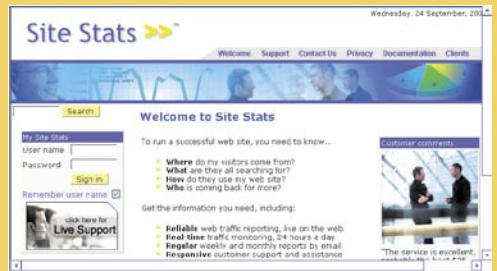 Wednesday, 24 September, 200
Site Stats >>™
Welcome Support Contact Us Privacy Documentation Clients
Search
My Site Stats
User name
Password
Sign in
Remember user name
click here for
Live Support
Welcome to Site Stats
To run a successful web site, you need to know...
Where do my visitors come from?
What are they all searching for?
How do they use my web site?
Who is coming back for more?
Get the information you need, including:
Reliable web traffic reporting, live on the web
Real-time traffic monitoring, 24 hours a day
Regular weekly and monthly reports by email
Responsive customer support and assistance
Customer comments
"The service is excellent,
probably the best